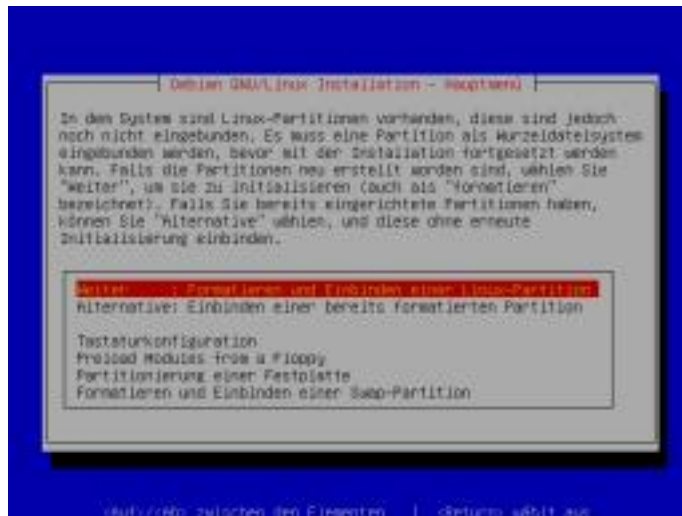 Debian GNU/Linux Installation - Hauptmenü
In dem System sind Linux-Partitionen vorhanden, diese sind jedoch
noch nicht eingebunden. Es muss eine Partition als Wurzeldateisystem
eingebunden werden, bevor mit der Installation fortgesetzt werden
kann. Falls die Partitionen neu erstellt worden sind, wählen Sie
"Weiter", um sie zu initialisieren (auch als "formatieren"
bezeichnet). Falls Sie bereits eingerichtete Partitionen haben,
können Sie "Alternative" wählen, und diese ohne erneute
Initialisierung einbinden.
Weiter : Formatieren und Einbinden einer Linux-Partition
Alternative: Einbinden einer bereits formatierten Partition
Tastaturkonfiguration
Preload Modules from a Floppy
Partitionierung einer Festplatte
Formatieren und Einbinden einer Swap-Partition
zwischen den Elementen | <Return> wählt aus